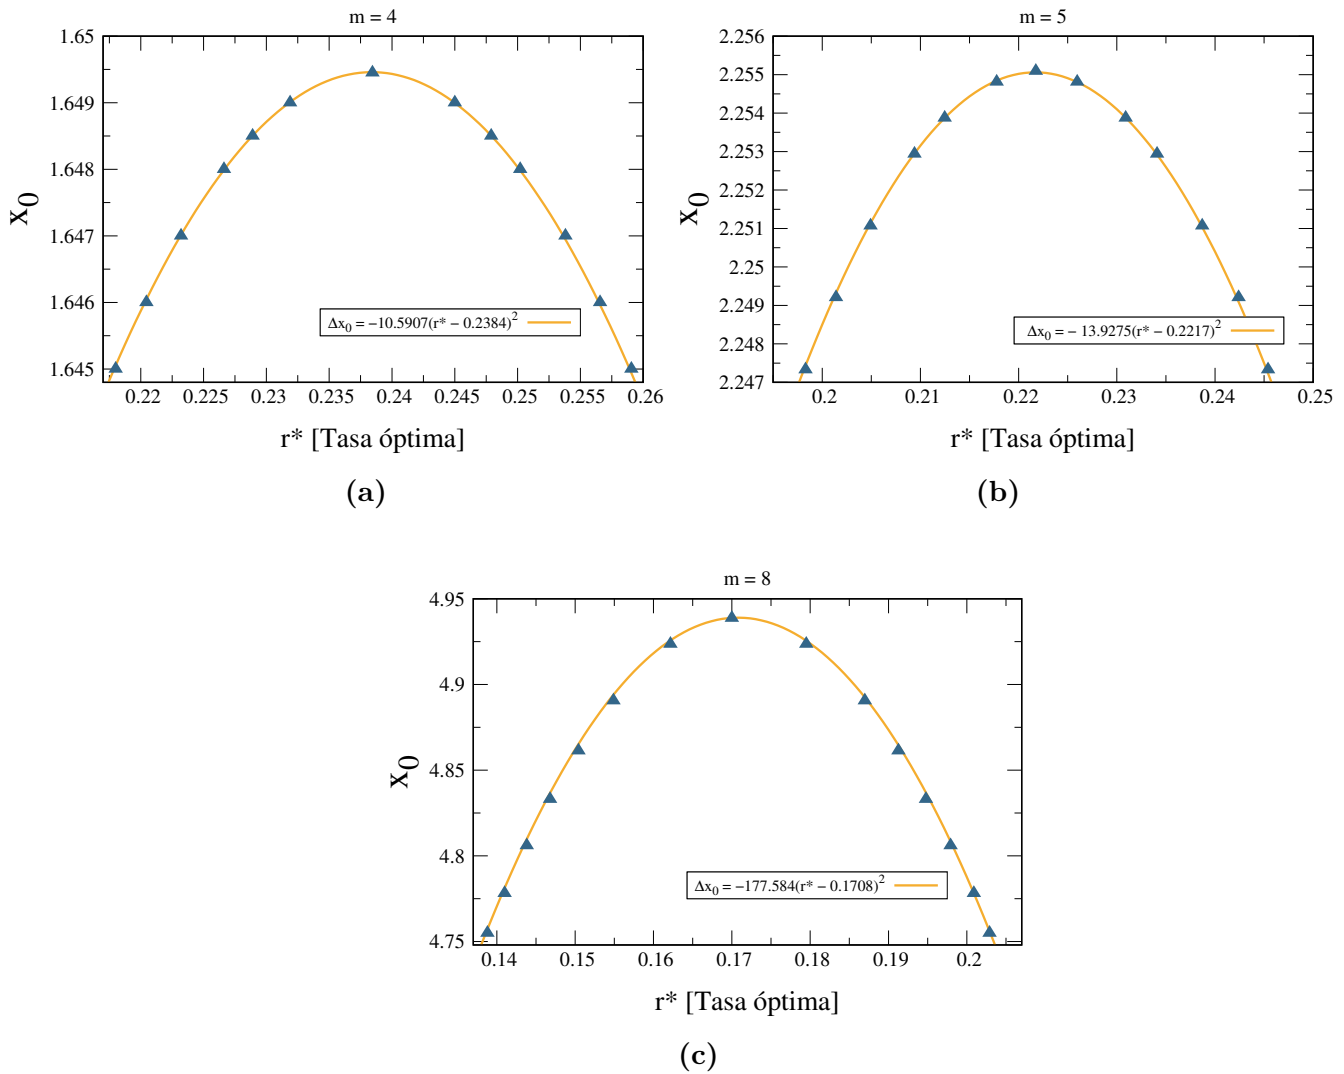 m = 4
1.65
1.649
1.648
1.647
1.646
1.645
x0
Δx0 = −10.5907(r* − 0.2384)2
0.22 0.225 0.23 0.235 0.24 0.245 0.25 0.255 0.26
r* [Tasa óptima]
(a)
m = 5
2.256
2.255
2.254
2.253
2.252
2.251
2.25
2.249
2.248
2.247
x0
Δx0 = − 13.9275(r* − 0.2217)2
0.2 0.21 0.22 0.23 0.24 0.25
r* [Tasa óptima]
(b)
m = 8
4.95
4.9
4.85
4.8
4.75
x0
Δx0 = −177.584(r* − 0.1708)2
0.14 0.15 0.16 0.17 0.18 0.19 0.2
r* [Tasa óptima]
(c)